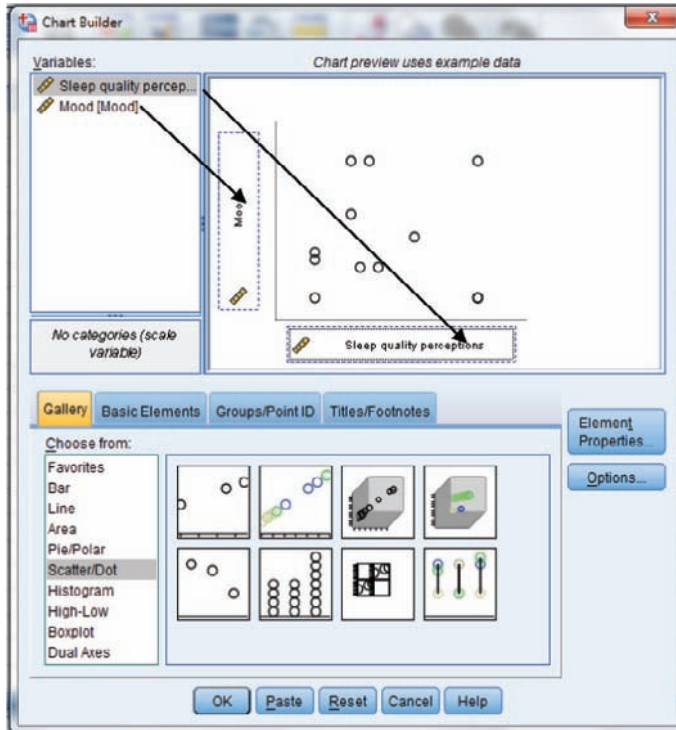 Chart Builder
Variables:
Chart preview uses example data
Sleep quality percep...
Mood [Mood]
Mood
Sleep quality perceptions
No categories (scale
variable)
Gallery
Basic Elements
Groups/Point ID
Titles/Footnotes
Element
Properties...
Options...
Choose from:
Favorites
Bar
Line
Area
Pie/Polar
Scatter/Dot
Histogram
High-Low
Boxplot
Dual Axes
OK
Paste
Reset
Cancel
Help